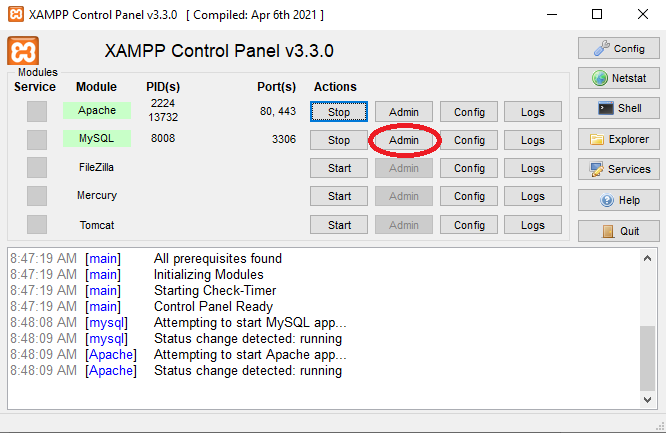 XAMPP Control Panel v3.3.0 [ Compiled: Apr 6th 2021 ]
XAMPP Control Panel v3.3.0
Config
Modules
Service Module PID(s) Port(s) Actions
Netstat
Apache 2224 13732 80, 443 Stop Admin Config Logs
Shell
MySQL 8008 3306 Stop Admin Config Logs
Explorer
FileZilla Start Admin Config Logs
Services
Mercury Start Admin Config Logs
Help
Tomcat Start Admin Config Logs
Quit
8:47:19 AM [main] All prerequisites found
8:47:19 AM [main] Initializing Modules
8:47:19 AM [main] Starting Check-Timer
8:47:19 AM [main] Control Panel Ready
8:48:08 AM [mysql] Attempting to start MySQL app...
8:48:09 AM [mysql] Status change detected: running
8:48:09 AM [Apache] Attempting to start Apache app...
8:48:09 AM [Apache] Status change detected: running